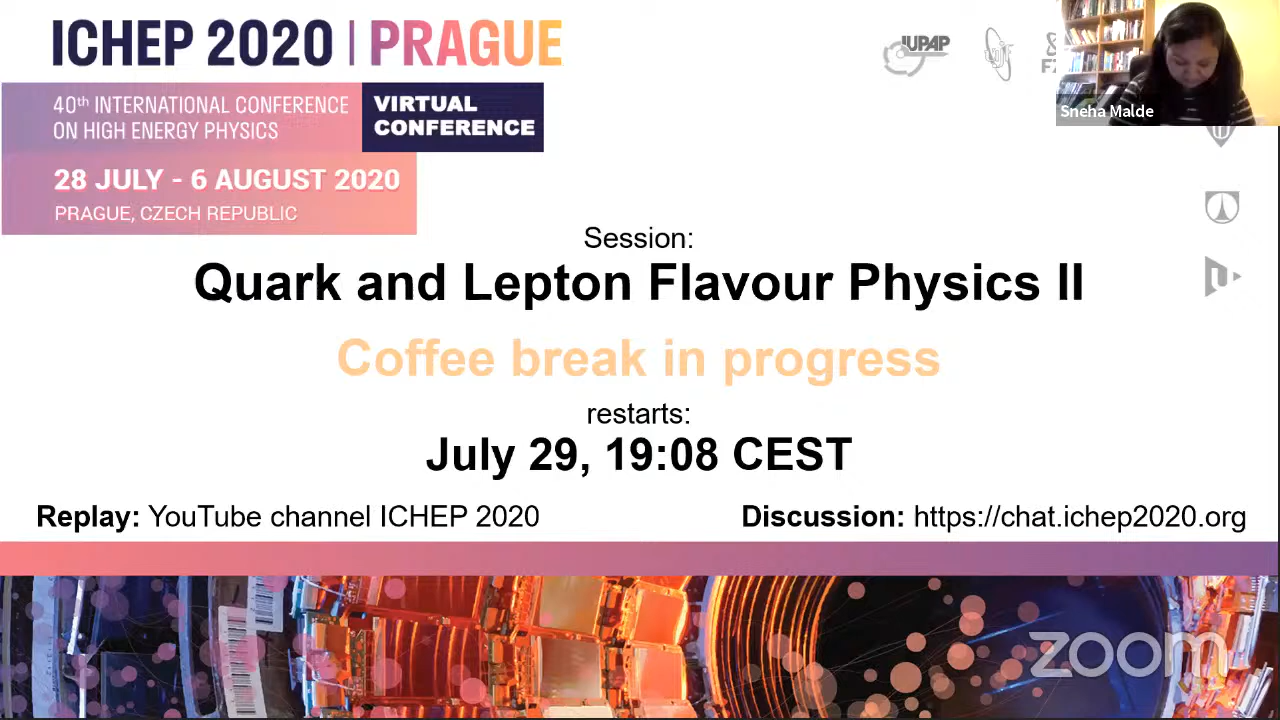 ICHEP 2020 | PRAGUE
IUPAP
40th INTERNATIONAL CONFERENCE
ON HIGH ENERGY PHYSICS
VIRTUAL
CONFERENCE
Sneha Malde
28 JULY - 6 AUGUST 2020
PRAGUE, CZECH REPUBLIC
Session:
Quark and Lepton Flavour Physics II
Coffee break in progress
restarts:
July 29, 19:08 CEST
Replay: YouTube channel ICHEP 2020
Discussion: https://chat.ichep2020.org
zoom